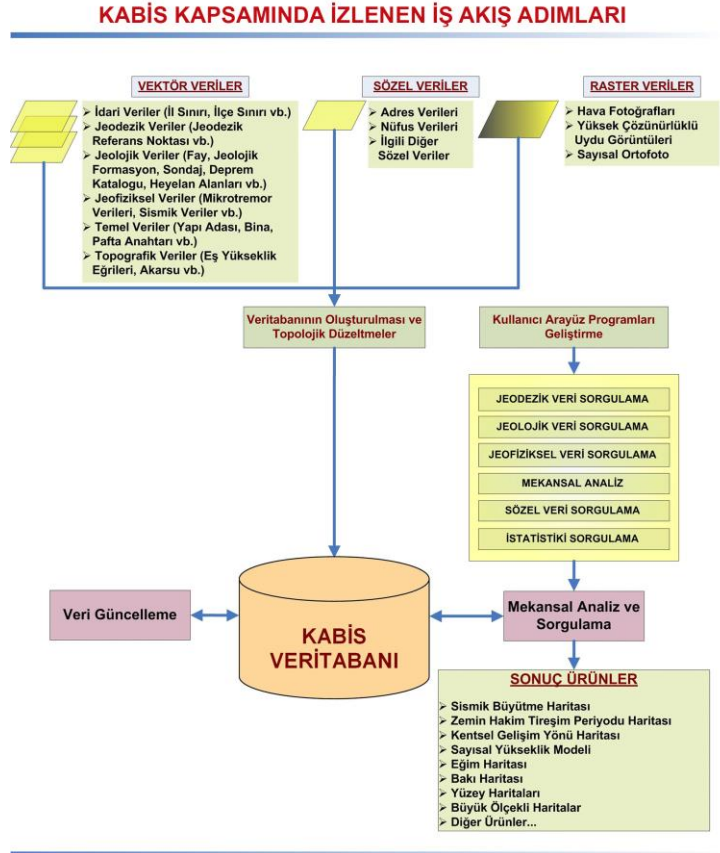 KABİS KAPSAMINDA İZLENEN İŞ AKIŞ ADIMLARI
VEKTÖR VERİLER
➢ İdari Veriler (İl Sınırı, İlçe Sınırı vb.)
➢ Jeodezik Veriler (Jeodezik
Referans Noktası vb.)
➢ Jeolojik Veriler (Fay, Jeolojik
Formasyon, Sondaj, Deprem
Katalogu, Heyelan Alanları vb.)
➢ Jeofiziksel Veriler (Mikrotremor
Verileri, Sismik Veriler vb.)
➢ Temel Veriler (Yapı Adası, Bina,
Pafta Anahtarı vb.)
➢ Topografik Veriler (Eş Yükseklik
Eğrileri, Akarsu vb.)
SÖZEL VERİLER
➢ Adres Verileri
➢ Nüfus Verileri
➢ İlgili Diğer
Sözel Veriler
RASTER VERİLER
➢ Hava Fotoğrafları
➢ Yüksek Çözünürlüklü
Uydu Görüntüleri
➢ Sayısal Ortofoto
Veritabanının Oluşturulması ve
Topolojik Düzeltmeler
Kullanıcı Arayüz Programları
Geliştirme
JEODEZİK VERİ SORGULAMA
JEOLOJİK VERİ SORGULAMA
JEOFİZİKSEL VERİ SORGULAMA
MEKANSAL ANALİZ
SÖZEL VERİ SORGULAMA
İSTATİSTİKİ SORGULAMA
Veri Güncelleme
KABİS
VERİTABANI
Mekansal Analiz ve
Sorgulama
SONUÇ ÜRÜNLER
➢ Sismik Büyütme Haritası
➢ Zemin Hakim Tireşim Periyodu Haritası
➢ Kentsel Gelişim Yönü Haritası
➢ Sayısal Yükseklik Modeli
➢ Eğim Haritası
➢ Bakı Haritası
➢ Yüzey Haritaları
➢ Büyük Ölçekli Haritalar
➢ Diğer Ürünler...